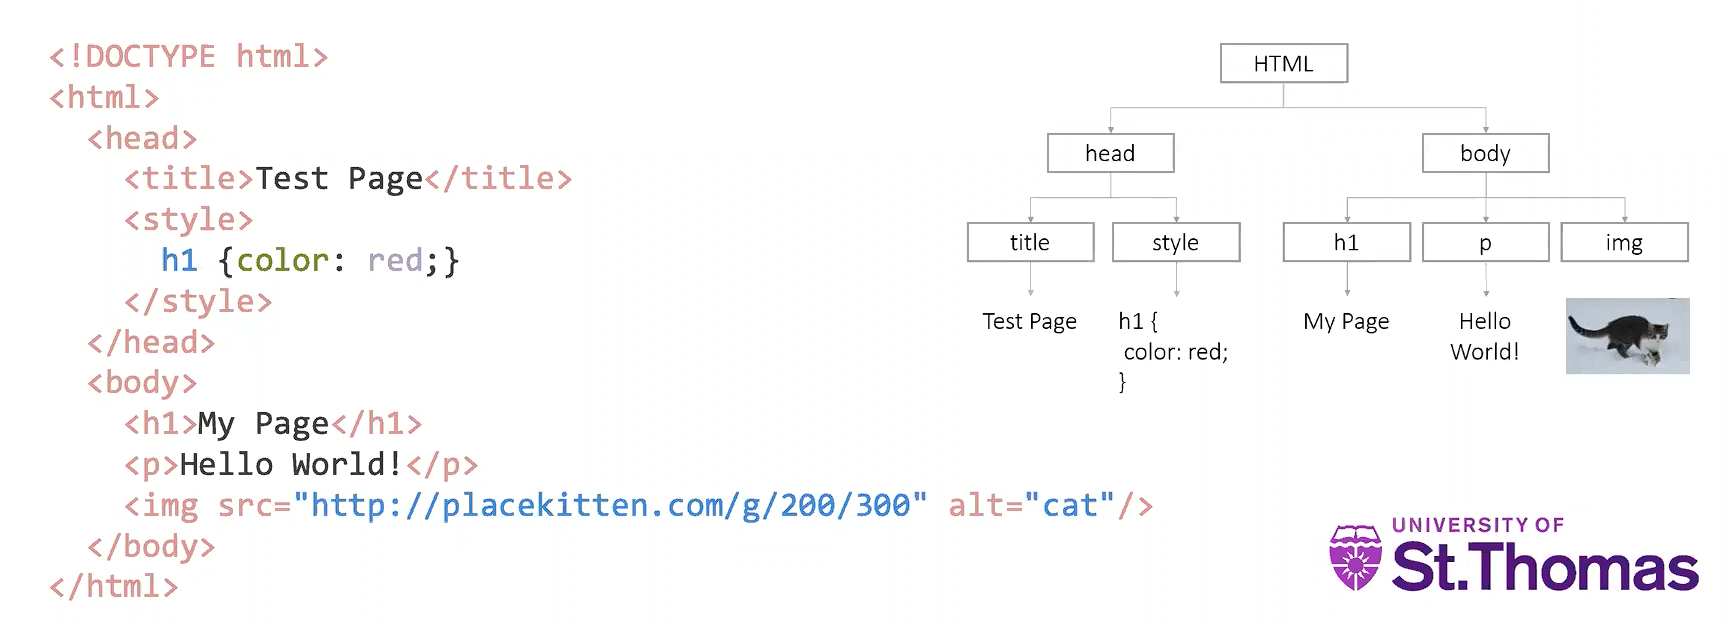 <!DOCTYPE html>
<html>
<head>
<title>Test Page</title>
<style>
h1 {color: red;}
</style>
</head>
<body>
<h1>My Page</h1>
<p>Hello World!</p>
<img src="http://placekitten.com/g/200/300" alt="cat"/>
</body>
</html>
HTML
head
body
title
style
h1
p
img
Test Page
h1 {
color: red;
}
My Page
Hello
World!
UNIVERSITY OF
St.Thomas